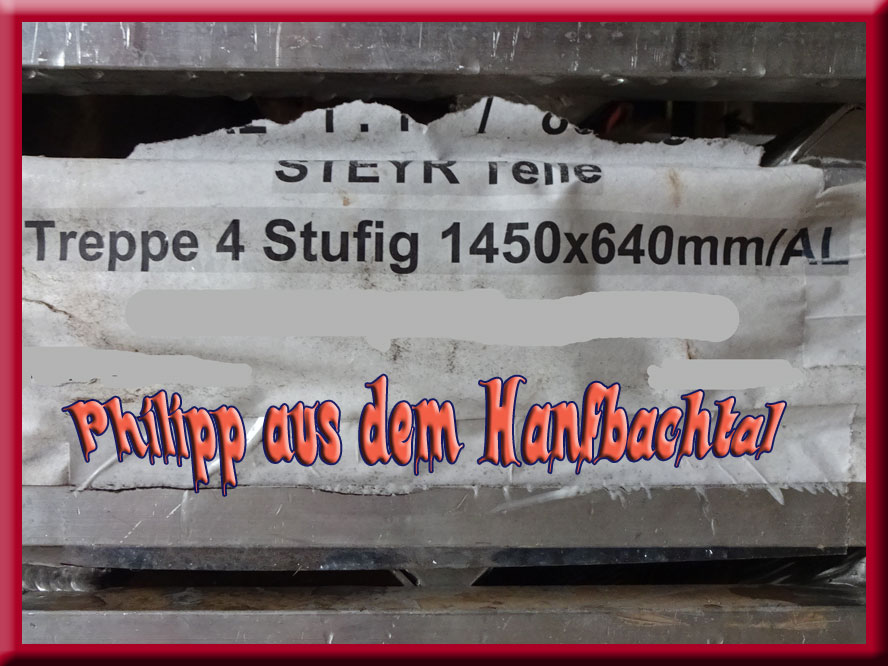 STEYR Teile
Treppe 4 Stufig 1450x640mm/AL
Philipp aus dem Hanfbachtal